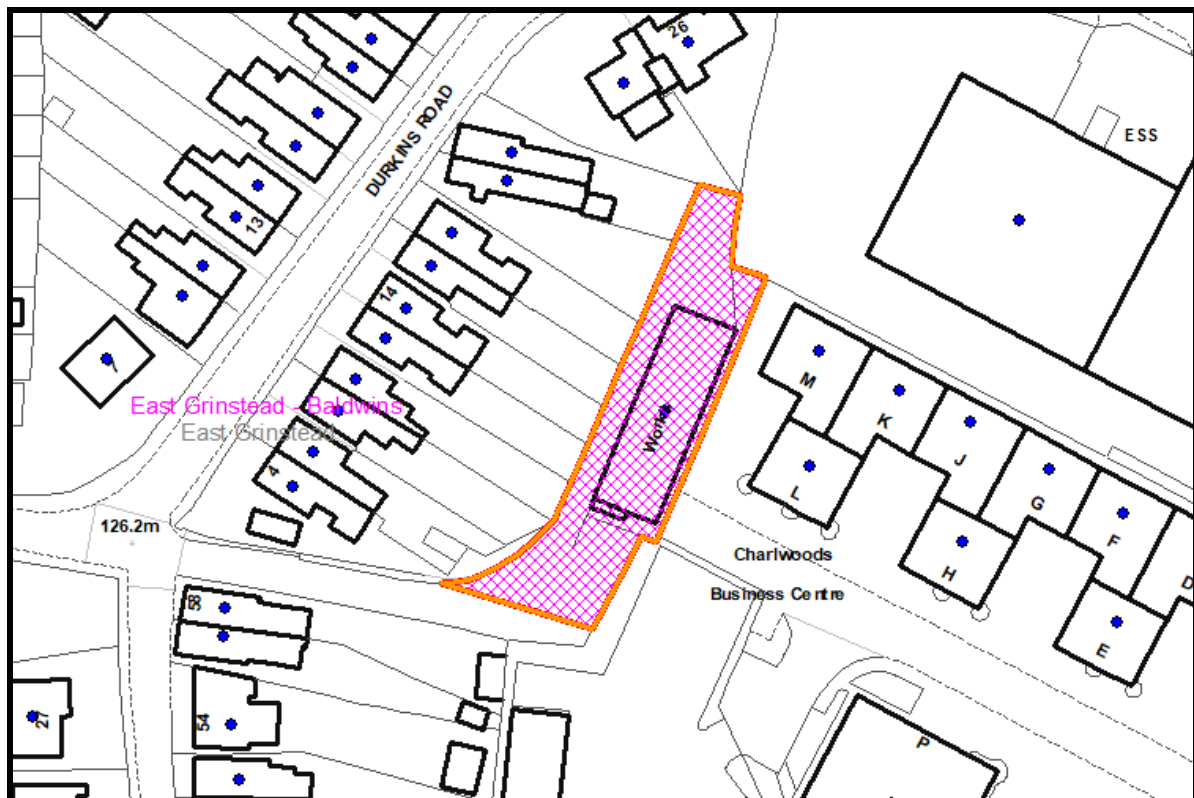 26
ESS
DURKINS ROAD
13
14
7
M
K
East Grinstead - Baldwins
East Grinstead
Works
J
4
L
G
F
126.2m
Charlwoods
Business Centre
H
D
E
58
27
54
P